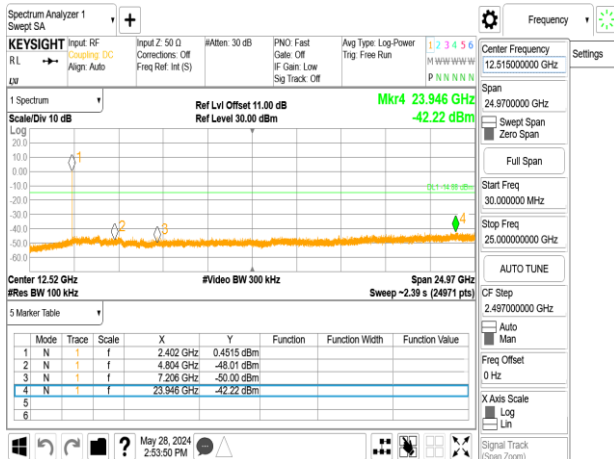 Spectrum Analyzer 1
Swept SA
+
Frequency
Settings
KEYSIGHT
RL
LXI
Input: RF
Coupling: DC
Align: Auto
Input Z: 50 Ω
Corrections: Off
Freq Ref: Int (S)
#Atten: 30 dB
PNO: Fast
Gate: Off
IF Gain: Low
Sig Track: Off
Avg Type: Log-Power
Trig: Free Run
1 2 3 4 5 6
M W W W W W
P N N N N N
1 Spectrum
Scale/Div 10 dB
Ref Lvl Offset 11.00 dB
Ref Level 30.00 dBm
Mkr4 23.946 GHz
-42.22 dBm
Log
20.0
10.0
0.00
-10.0
-20.0
-30.0
-40.0
-50.0
-60.0
1
2
3
4
Center 12.52 GHz
#Res BW 100 kHz
#Video BW 300 kHz
Span 24.97 GHz
Sweep ~2.39 s (24971 pts)
5 Marker Table
Mode Trace Scale X Y Function Function Width Function Value
1 N 1 f 2.402 GHz 0.4515 dBm
2 N 1 f 4.804 GHz -48.01 dBm
3 N 1 f 7.206 GHz -50.00 dBm
4 N 1 f 23.946 GHz -42.22 dBm
5
6
May 28, 2024
2:53:50 PM
?
Center Frequency
12.515000000 GHz
Span
24.9700000 GHz
Swept Span
Zero Span
Full Span
Start Freq
30.000000 MHz
Stop Freq
25.000000000 GHz
AUTO TUNE
CF Step
2.497000000 GHz
Auto
Man
Freq Offset
0 Hz
X Axis Scale
Log
Lin
Signal Track
(Span Zoom)